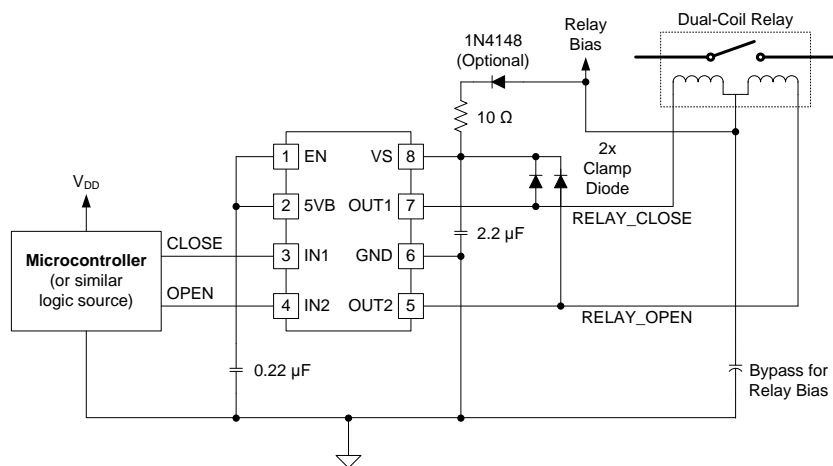 Dual-Coil Relay
Relay
Bias
1N4148
(Optional)
10 Ω
1 EN VS 8
2x
Clamp
Diode
V_DD
2 5VB OUT1 7
RELAY_CLOSE
2.2 µF
CLOSE
Microcontroller
(or similar
logic source)
3 IN1 GND 6
OPEN
4 IN2 OUT2 5
RELAY_OPEN
0.22 µF
Bypass for
Relay Bias